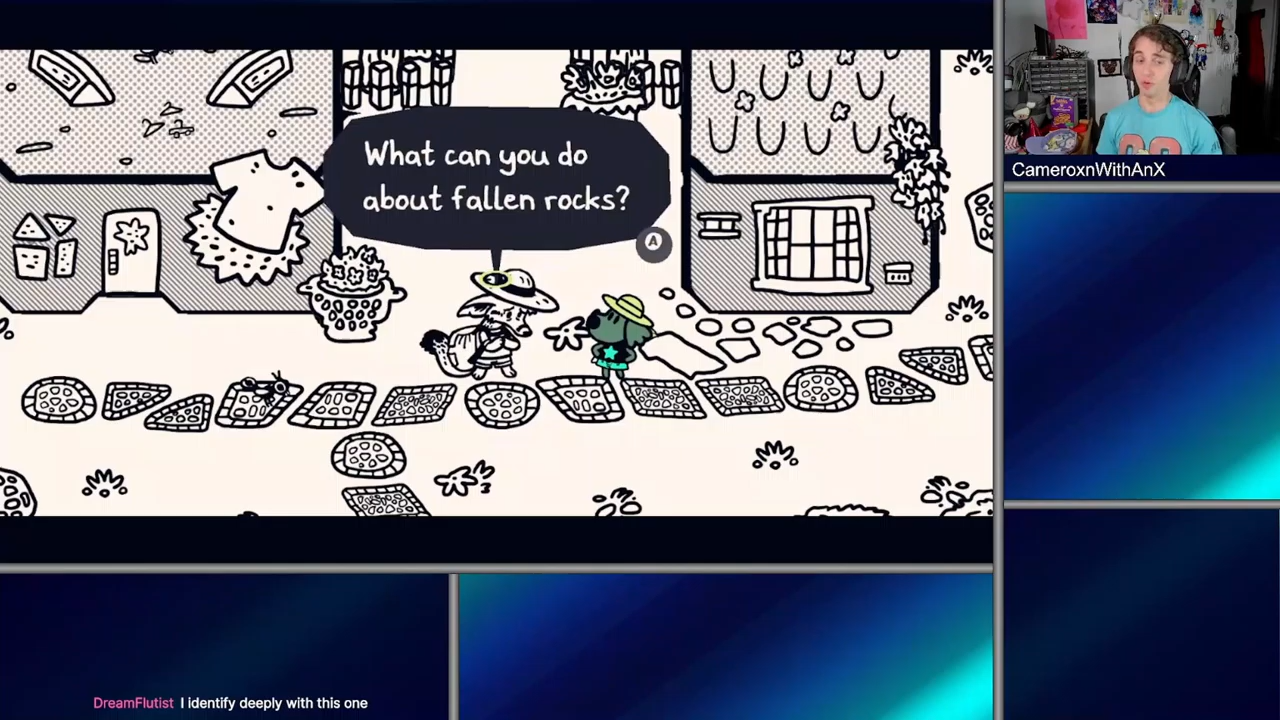 What can you do
about fallen rocks?
A
CameroxnWithAnX
DreamFlutist I identify deeply with this one